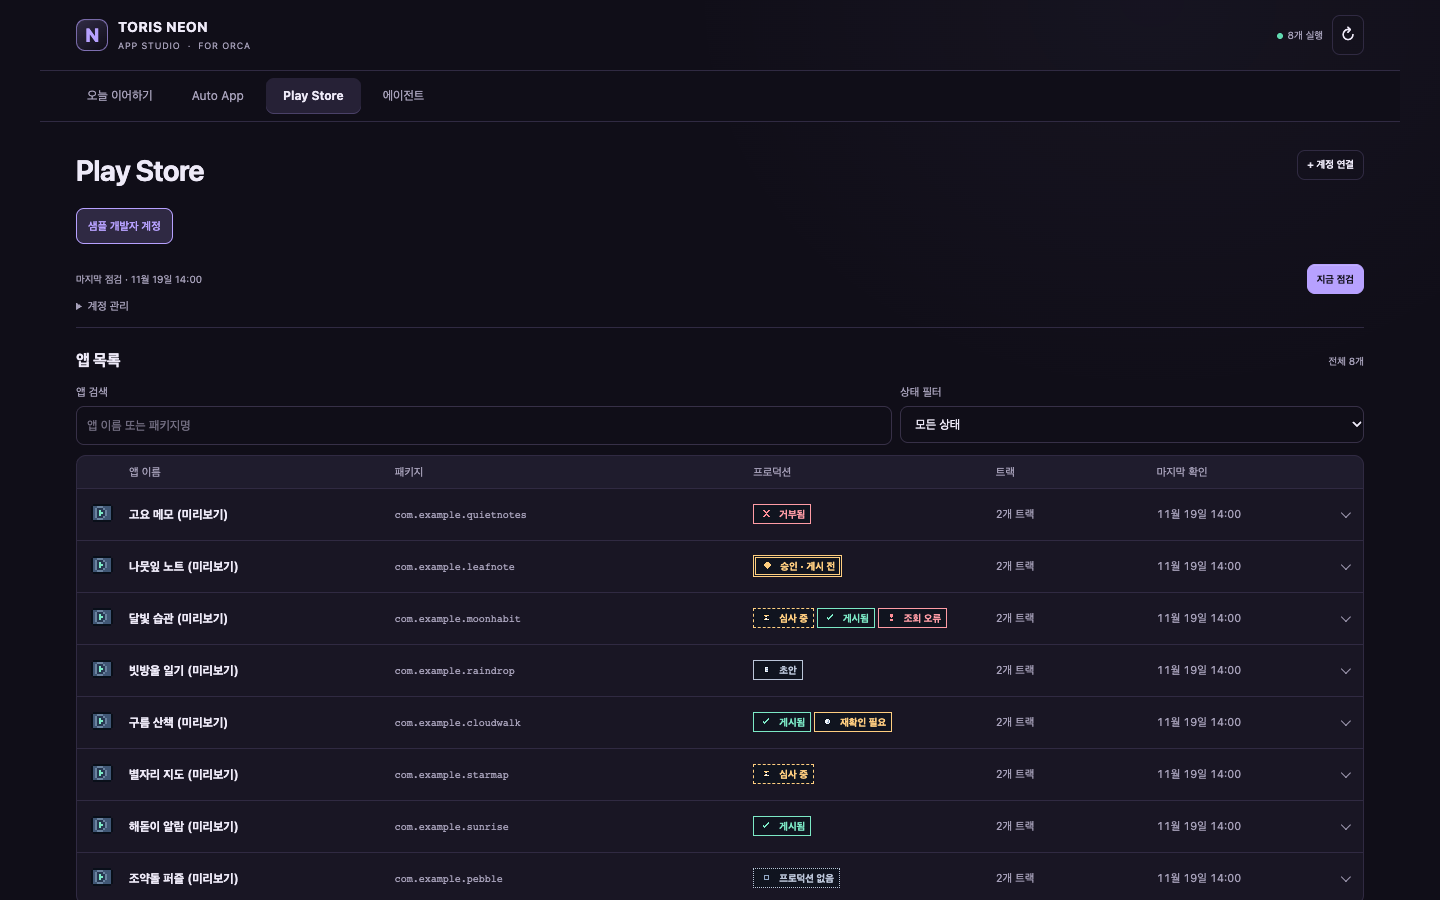 N
TORIS NEON
APP STUDIO · FOR ORCA
8개 실행
오늘 이어하기
Auto App
Play Store
에이전트
Play Store
+ 계정 연결
샘플 개발자 계정
마지막 점검 · 11월 19일 14:00
지금 점검
계정 관리
앱 목록
전체 8개
앱 검색
상태 필터
앱 이름 또는 패키지명
모든 상태
앱 이름 패키지 프로덕션 트랙 마지막 확인
고요 메모 (미리보기) com.example.quietnotes 거부됨 2개 트랙 11월 19일 14:00
나뭇잎 노트 (미리보기) com.example.leafnote 승인 · 게시 전 2개 트랙 11월 19일 14:00
달빛 습관 (미리보기) com.example.moonhabit 심사 중 게시됨 조회 오류 2개 트랙 11월 19일 14:00
빗방울 일기 (미리보기) com.example.raindrop 초안 2개 트랙 11월 19일 14:00
구름 산책 (미리보기) com.example.cloudwalk 게시됨 재확인 필요 2개 트랙 11월 19일 14:00
별자리 지도 (미리보기) com.example.starmap 심사 중 2개 트랙 11월 19일 14:00
해돋이 알람 (미리보기) com.example.sunrise 게시됨 2개 트랙 11월 19일 14:00
조약돌 퍼즐 (미리보기) com.example.pebble 프로덕션 없음 2개 트랙 11월 19일 14:00